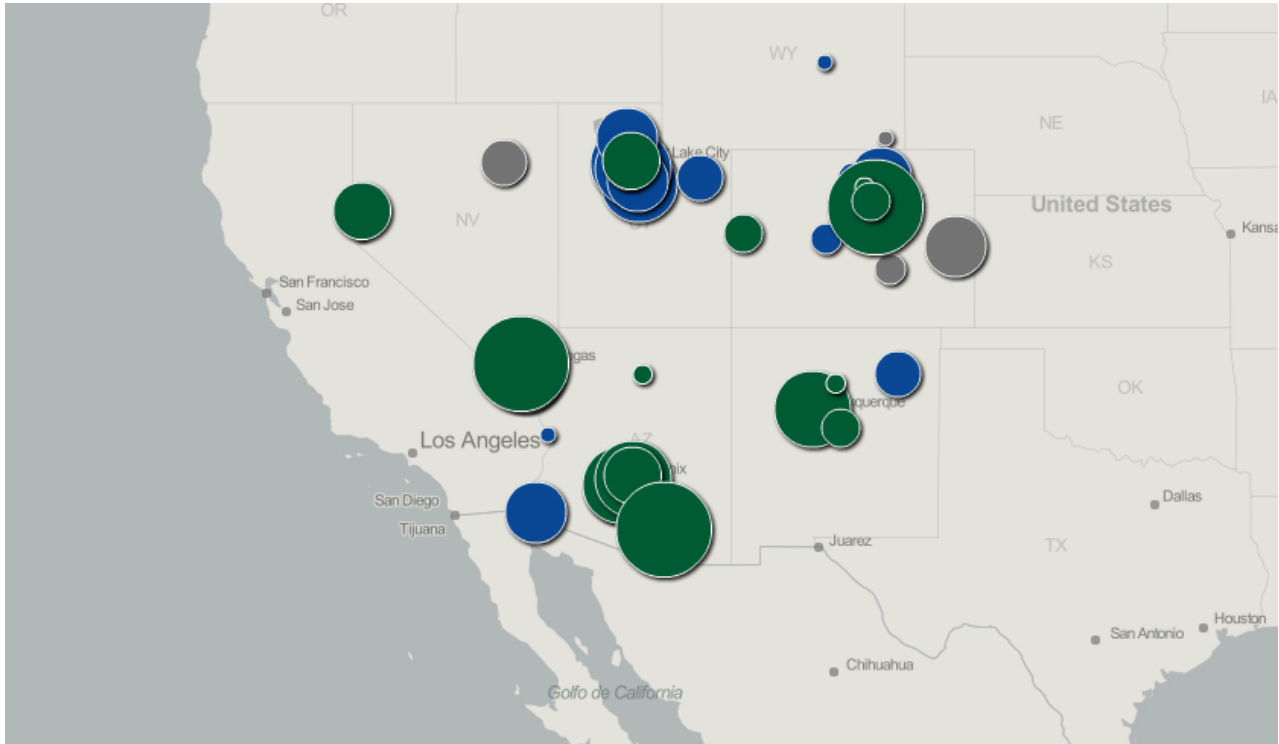 OR
WY
IA
NE
Lake City
United States
NV
Kansa
KS
San Francisco
San Jose
gas
OK
uquerque
Los Angeles
AZ
nix
San Diego
Dallas
Tijuana
Juarez
TX
Houston
San Antonio
Chihuahua
Golfo de California